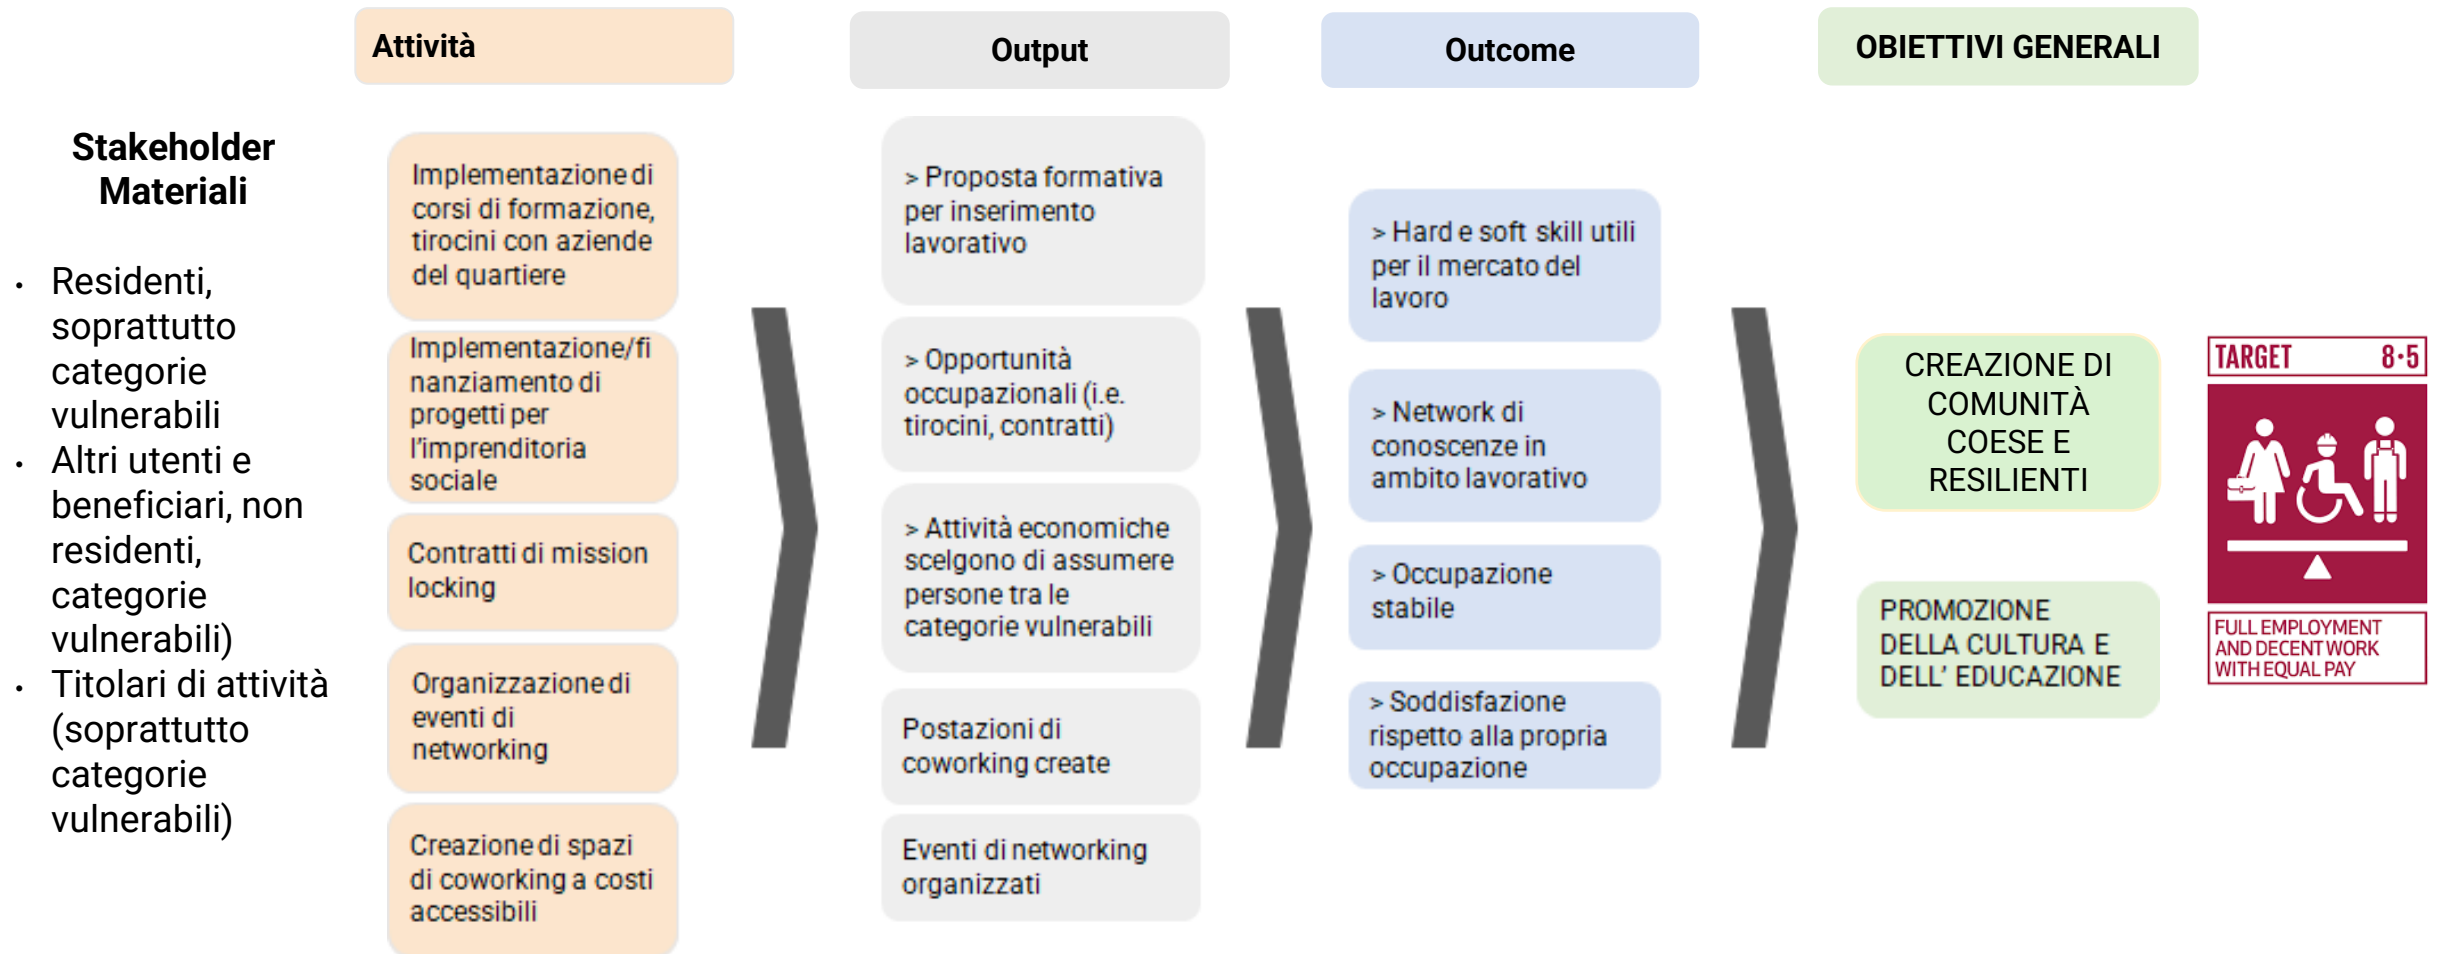 Attività
Output
Outcome
OBIETTIVI GENERALI
Stakeholder
Materiali
• Residenti,
soprattutto
categorie
vulnerabili
• Altri utenti e
beneficiari, non
residenti,
categorie
vulnerabili)
• Titolari di attività
(soprattutto
categorie
vulnerabili)
Implementazione di
corsi di formazione,
tirocini con aziende
del quartiere
Implementazione/fi
nanziamento di
progetti per
l'imprenditoria
sociale
Contratti di mission
locking
Organizzazione di
eventi di
networking
Creazione di spazi
di coworking a costi
accessibili
> Proposta formativa
per inserimento
lavorativo
> Opportunità
occupazionali (i.e.
tirocini, contratti)
> Attività economiche
scelgono di assumere
persone tra le
categorie vulnerabili
Postazioni di
coworking create
Eventi di networking
organizzati
> Hard e soft skill utili
per il mercato del
lavoro
> Network di
conoscenze in
ambito lavorativo
> Occupazione
stabile
> Soddisfazione
rispetto alla propria
occupazione
CREAZIONE DI
COMUNITÀ
COESE E
RESILIENTI
PROMOZIONE
DELLA CULTURA E
DELL' EDUCAZIONE
TARGET 8·5
FULL EMPLOYMENT
AND DECENT WORK
WITH EQUAL PAY